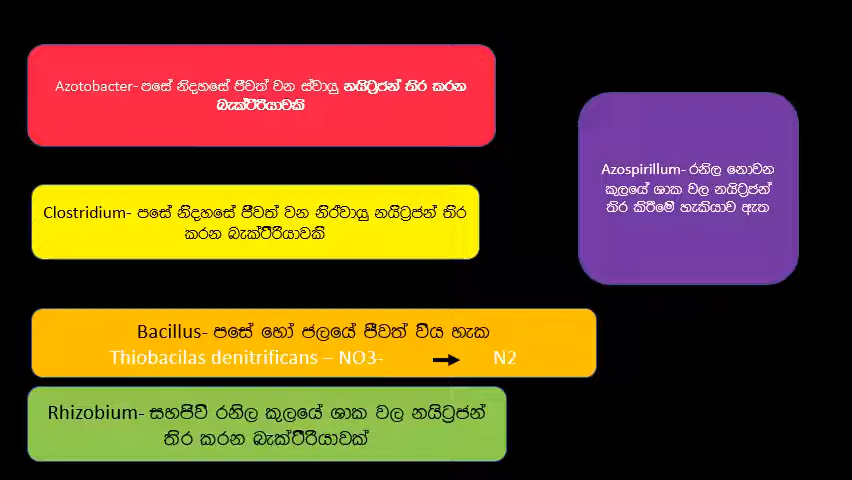 Azotobacter- පසේ නිදහසේ ජීවත් වන ස්වායු නයිට්‍රජන් තිර කරන
බැක්ටීරියාවකි
Azospirillum- රනිල නොවන
කුලයේ ශාක වල නයිට්‍රජන්
තිර කිරීමේ හැකියාව ඇත
Clostridium- පසේ නිදහසේ ජීවත් වන නිර්වායු නයිට්‍රජන් තිර
කරන බැක්ටීරියාවකි
Bacillus- පසේ හෝ ජලයේ ජීවත් විය හැක
Thiobacilas denitrificans – NO3- → N2
Rhizobium- සහජිවී රනිල කුලයේ ශාක වල නයිට්‍රජන්
තිර කරන බැක්ටීරියාවක්